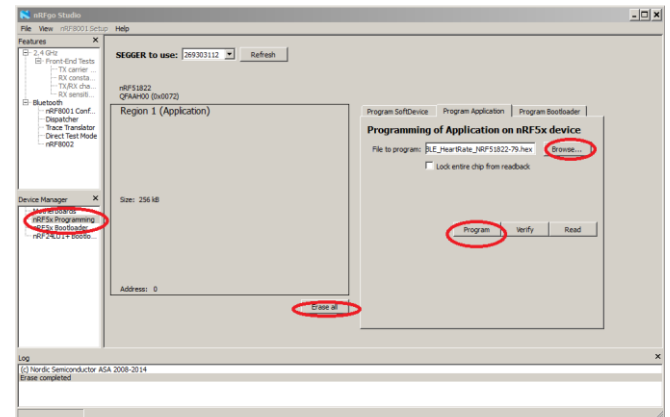 nRFgo Studio
File View nRF8001 Setup Help
Features
2.4 GHz
Front-End Tests
TX carrier ...
RX consta...
TX/RX cha...
RX sensiti...
Bluetooth
nRF8001 Conf...
Dispatcher
Trace Translator
Direct Test Mode
nRF8002
Device Manager
Motherboards
nRF5x Programming
nRF5x Bootloader
nRF24LU1+ Bootlo...
SEGGER to use: 269303112 Refresh
nRF51822
QFAAH00 (0x0072)
Region 1 (Application)
Size: 256 kB
Address: 0
Erase all
Program SoftDevice Program Application Program Bootloader
Programming of Application on nRF5x device
File to program: BLE_HeartRate_NRF51822-79.hex Browse...
Lock entire chip from readback
Program Verify Read
Log
(c) Nordic Semiconductor ASA 2008-2014
Erase completed